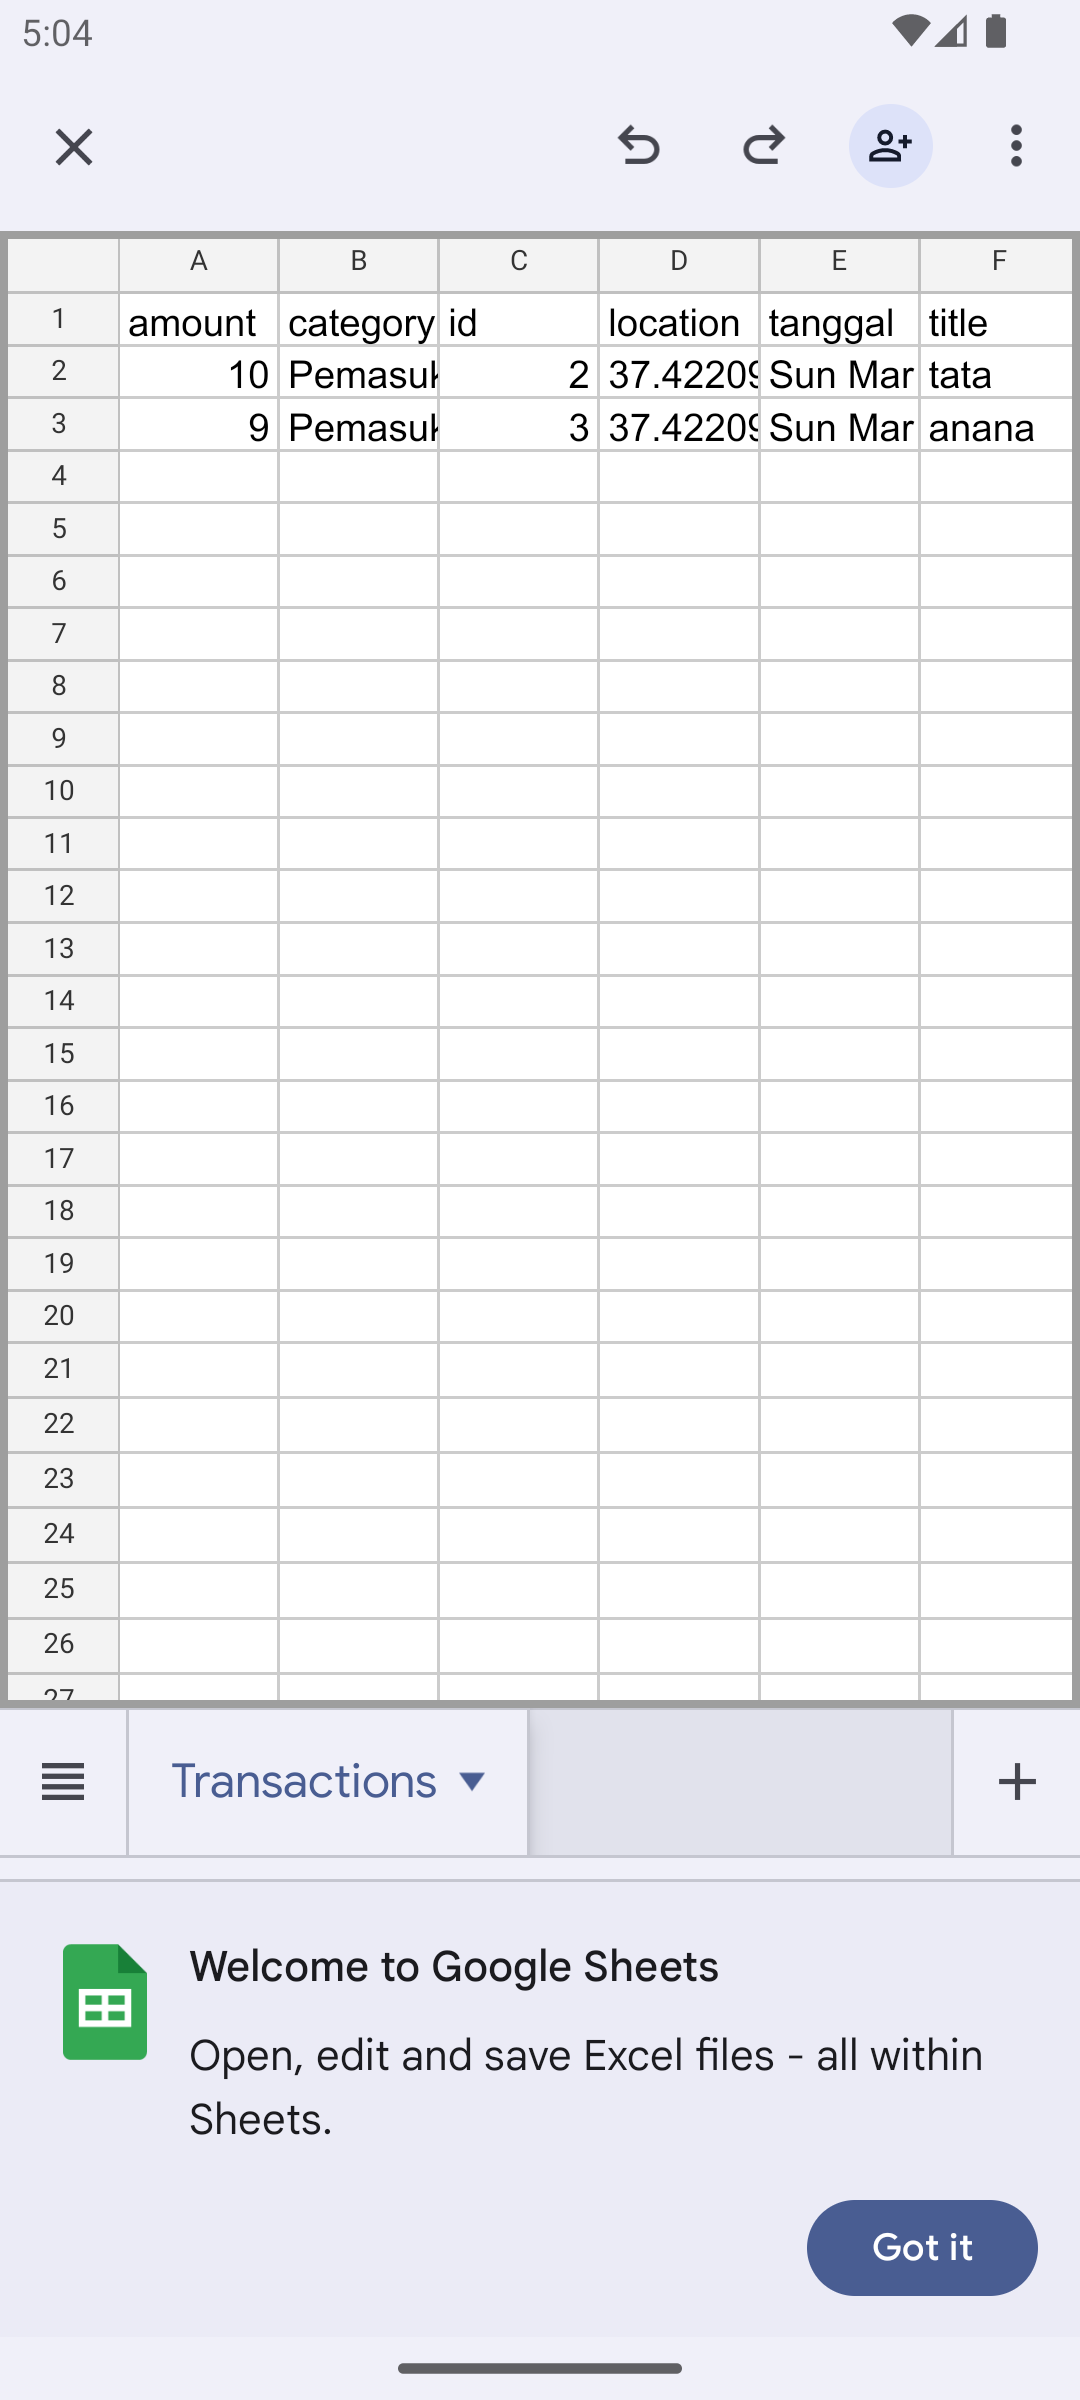 5:04
A B C D E F
1 amount category id location tanggal title
2 10 Pemasuk 2 37.42209 Sun Mar tata
3 9 Pemasuk 3 37.42209 Sun Mar anana
4
5
6
7
8
9
10
11
12
13
14
15
16
17
18
19
20
21
22
23
24
25
26
27
Transactions
Welcome to Google Sheets
Open, edit and save Excel files - all within
Sheets.
Got it